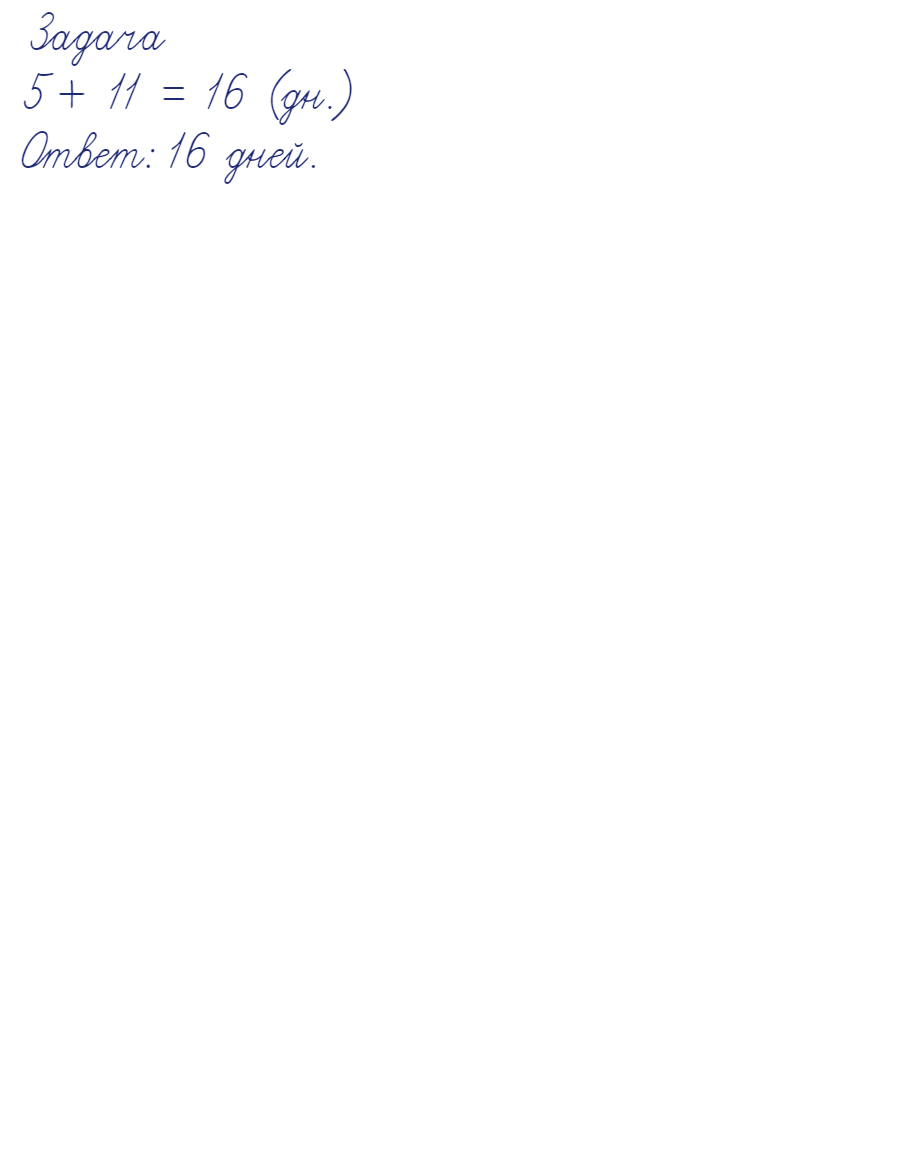 Задача
5 + 11 = 16 (дн.)
Ответ: 16 дней.